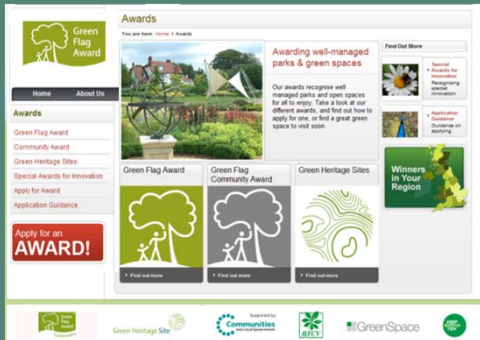 Green
Flag
Award
Home
About Us
Awards
Green Flag Award
Community Award
Green Heritage Sites
Special Awards for Innovation
Apply for Award
Application Guidance
Apply for an
AWARD!
Awards
You are here: Home Awards
Awarding well-managed
parks & green spaces
Our awards recognise well
managed parks and open spaces
for all to enjoy. Take a look at our
different awards, and find out how to
apply for one, or find a great green
space to visit soon.
Green Flag Award
Find out more
Green Flag
Community Award
Find out more
Green Heritage Sites
Find out more
Find Out More
Special
Awards for
Innovation
Recognising
special
innovation
Application
Guidance
Guidance on
applying
Winners
in Your
Region
Green
Flag
Award
Green Heritage Site
Supported by
Communities
and Local Government
BTCV
GreenSpace